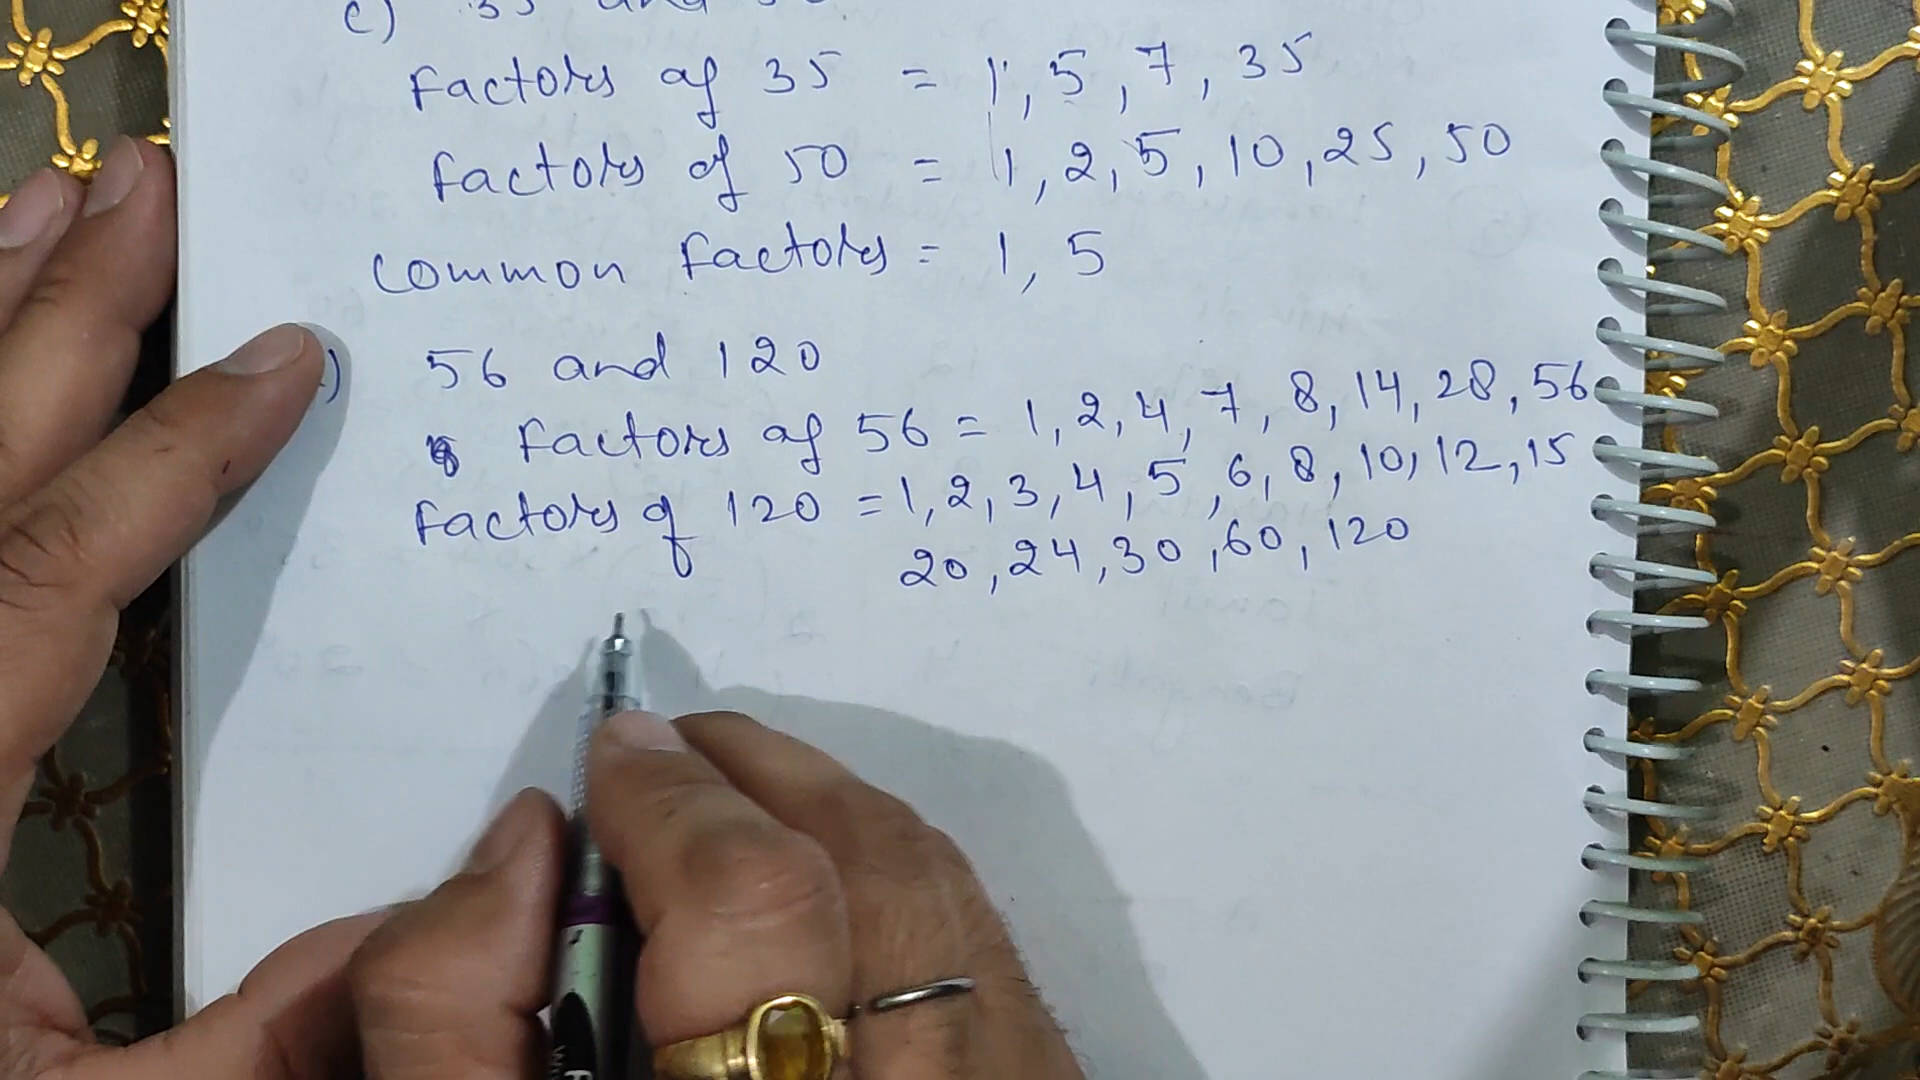 c) 35 and
Factors of 35 = 1, 5, 7, 35
factors of 50 = 1, 2, 5, 10, 25, 50
Common factors = 1, 5
) 56 and 120
Factors of 56 = 1, 2, 4, 7, 8, 14, 28, 56
Factors of 120 = 1, 2, 3, 4, 5, 6, 8, 10, 12, 15
20, 24, 30, 60, 120